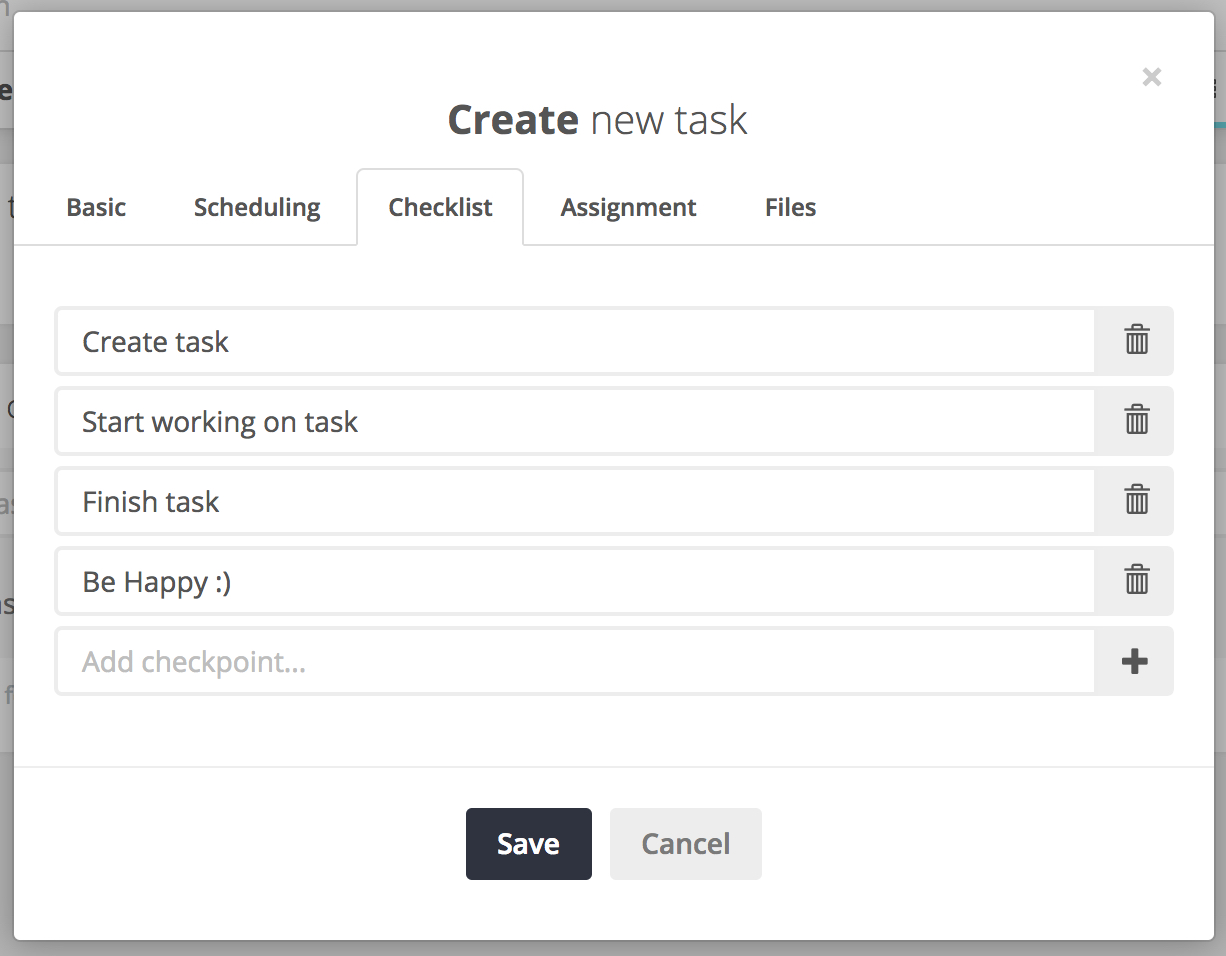 Create new task
Basic Scheduling Checklist Assignment Files
Create task
Start working on task
Finish task
Be Happy :)
Add checkpoint...
Save Cancel